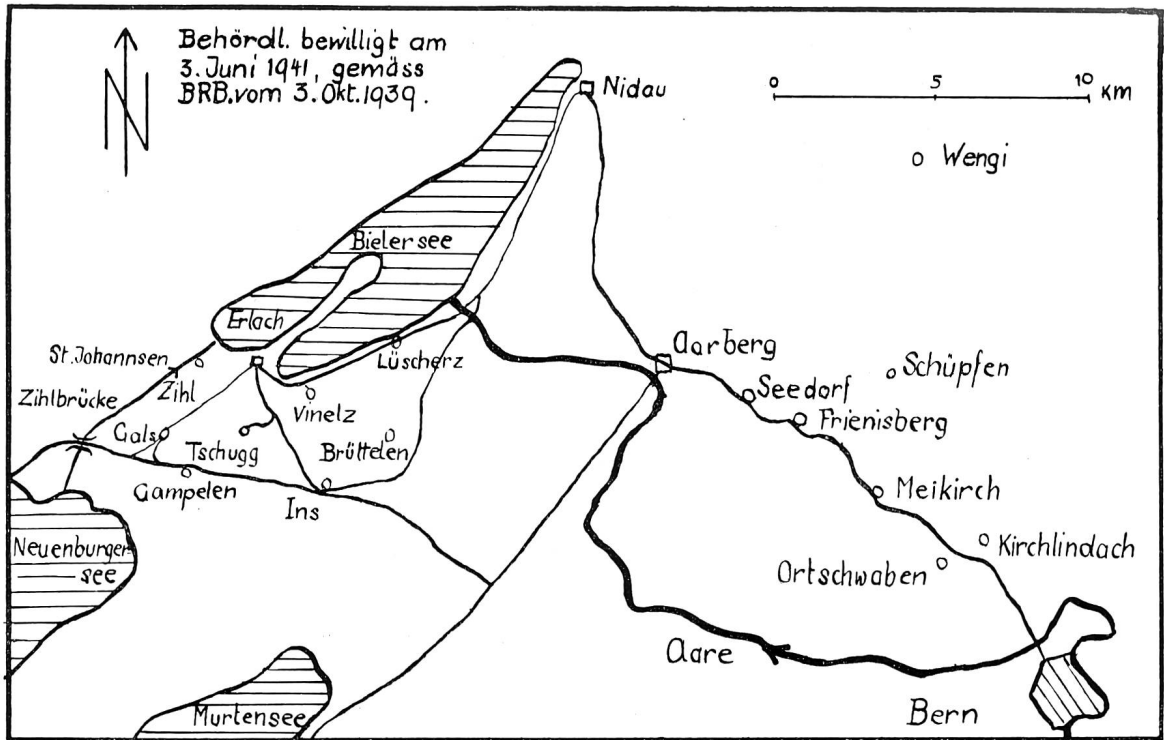 Behördl. bewilligt am
3. Juni 1941, gemäss
BRB. vom 3. Okt. 1939.
N
Nidau
0 5 10 KM
Wengi
Bielersee
Erlach
St. Johannsen
Zihl
Zihlbrücke
Lüscherz
Vinelz
Gals
Tschugg
Brüttelen
Gampelen
Ins
Aarberg
Schüpfen
Seedorf
Frienisberg
Meikirch
Kirchlindach
Ortschwaben
Neuenburger-
see
Aare
Murtensee
Bern